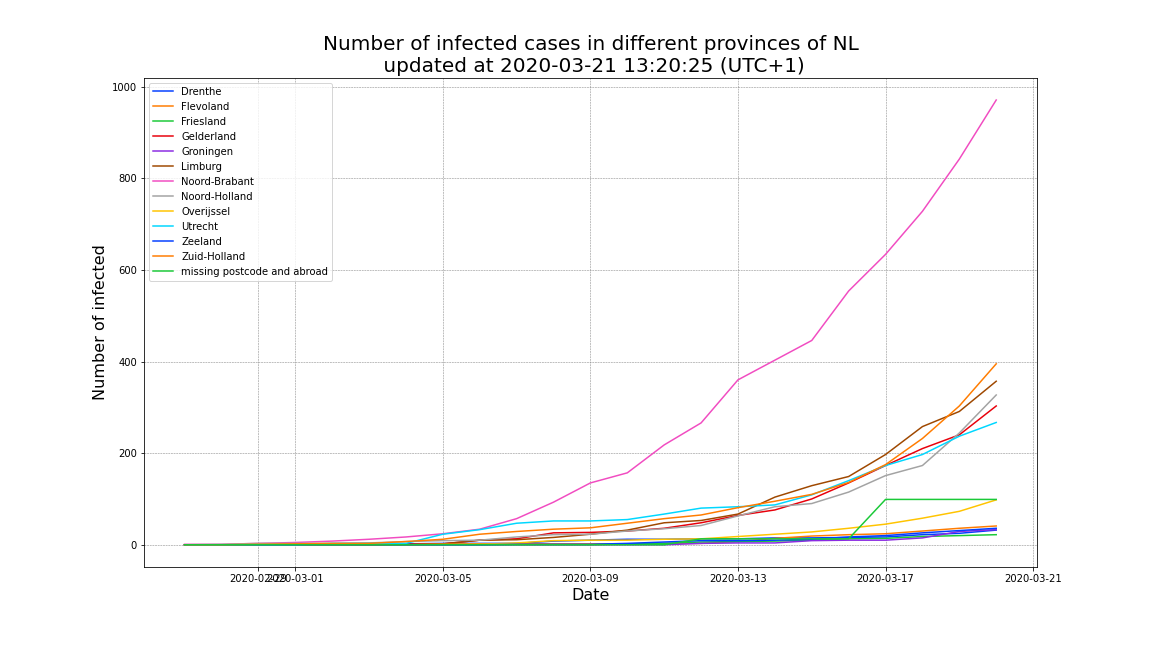 Number of infected cases in different provinces of NL
updated at 2020-03-21 13:20:25 (UTC+1)
1000
800
600
400
200
0
Number of infected
Drenthe
Flevoland
Friesland
Gelderland
Groningen
Limburg
Noord-Brabant
Noord-Holland
Overijssel
Utrecht
Zeeland
Zuid-Holland
missing postcode and abroad
2020-02-29 2020-03-01 2020-03-05 2020-03-09 2020-03-13 2020-03-17 2020-03-21
Date